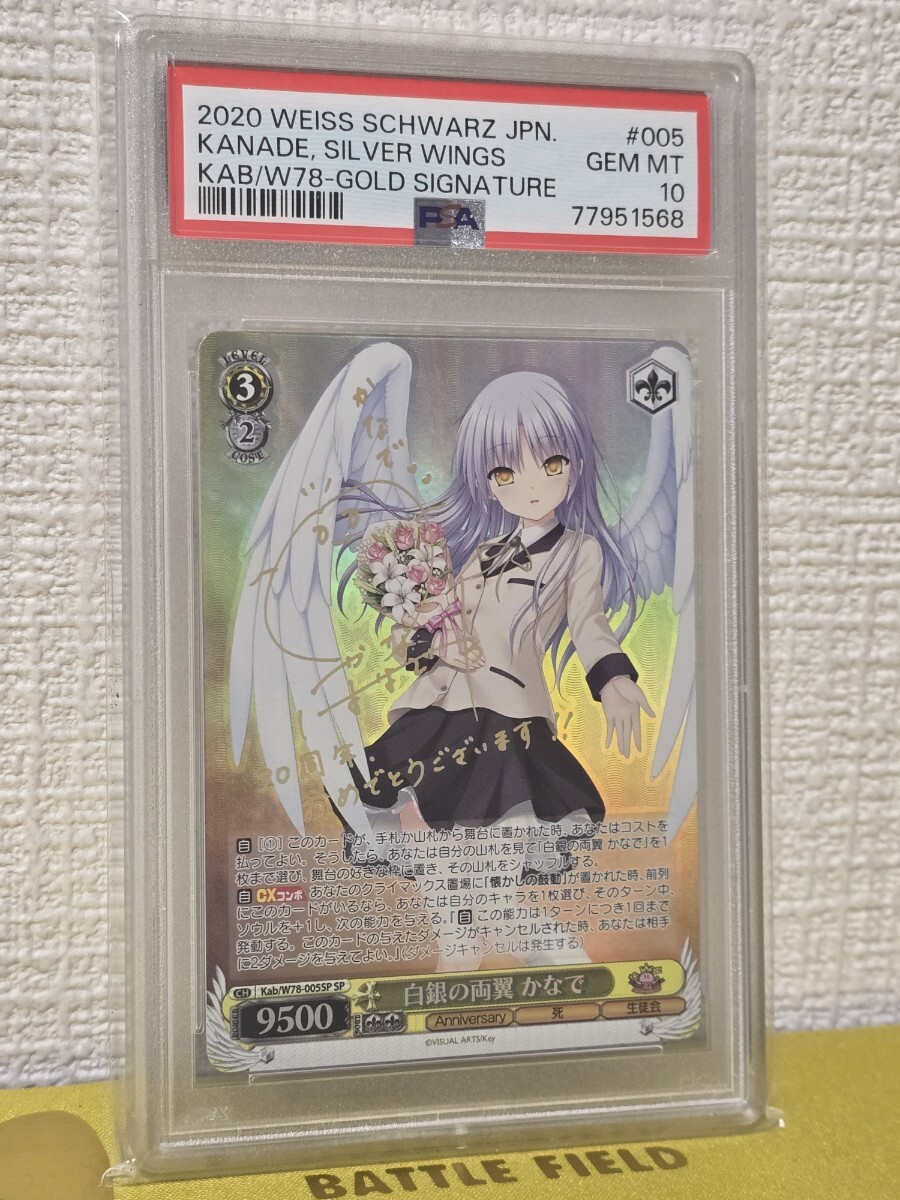 2020 WEISS SCHWARZ JPN.
#005
KANADE, SILVER WINGS
GEM MT
KAB/W78-GOLD SIGNATURE
10
PSA
77951568
LEVEL
3
2
COST
かなで
20周年、
おめでとうございます!!
自 [①] このカードが、手札か山札から舞台に置かれた時、あなたはコストを
払ってよい。そうしたら、あなたは自分の山札を見て「白銀の両翼 かなで」を1
枚まで選び、舞台の好きな枠に置き、その山札をシャッフルする。
自 CXコンボ あなたのクライマックス置場に「懐かしの鼓動」が置かれた時、前列
にこのカードがいるなら、あなたは自分のキャラを1枚選び、そのターン中、
ソウルを+1し、次の能力を与える。『自 この能力は1ターンにつき1回まで
発動する。このカードの与えたダメージがキャンセルされた時、あなたは相手
に2ダメージを与えてよい。』(ダメージキャンセルは発生する)
CH Kab/W78-005SP SP
白銀の両翼 かなで
POWER
9500
SOUL
Anniversary
死
生徒会
©VISUAL ARTS/Key
BATTLE FIELD